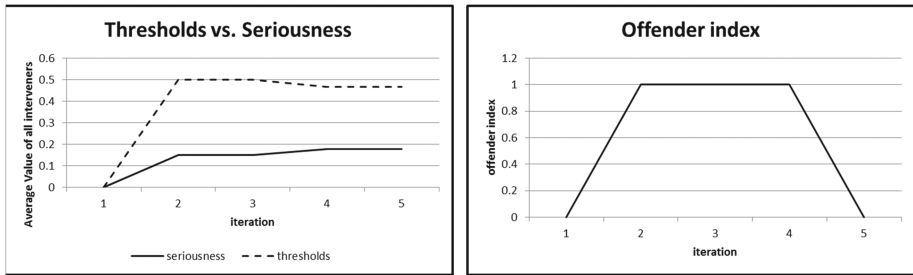 Thresholds vs. Seriousness
Average Value of all interveners
0.6
0.5
0.4
0.3
0.2
0.1
0
1 2 3 4 5
iteration
seriousness thresholds
Offender index
offender index
1.2
1
0.8
0.6
0.4
0.2
0
1 2 3 4 5
iteration